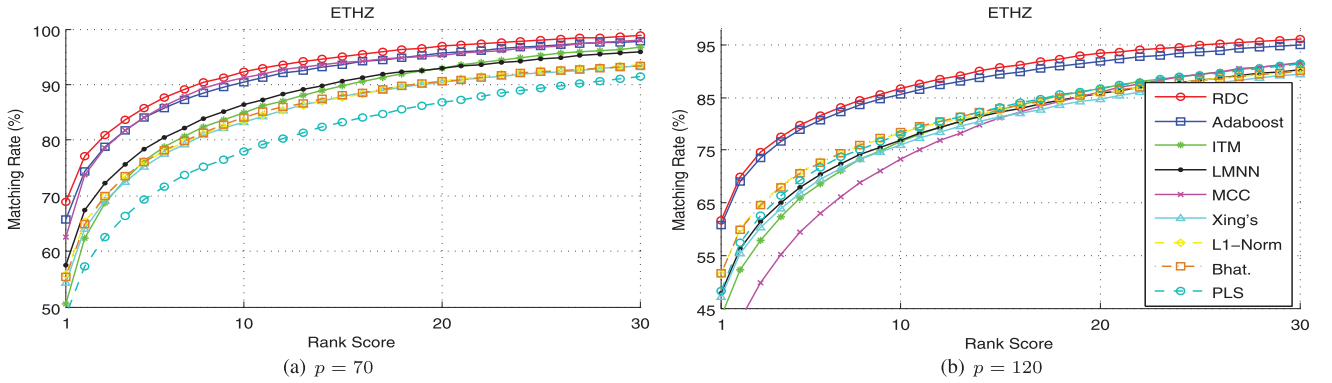 ETHZ
100
90
80
70
60
50
Matching Rate (%)
1
10
20
30
Rank Score
(a) p = 70
ETHZ
95
85
75
65
55
45
Matching Rate (%)
1
10
20
30
Rank Score
RDC
Adaboost
ITM
LMNN
MCC
Xing's
L1−Norm
Bhat.
PLS
(b) p = 120